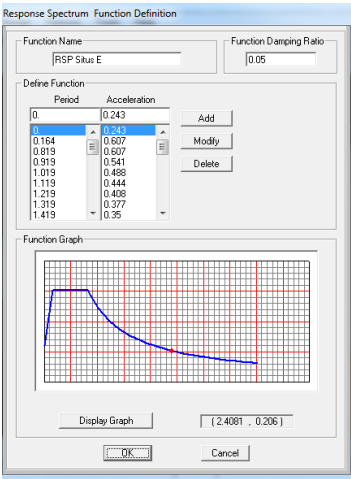 Response Spectrum Function Definition
Function Name
Function Damping Ratio
RSP Situs E
0.05
Define Function
Period Acceleration
0. 0.243
Add
0 0.243
0.164 0.607
Modify
0.819 0.607
0.919 0.541
Delete
1.019 0.488
1.119 0.444
1.219 0.408
1.319 0.377
1.419 0.35
Function Graph
Display Graph
( 2.4081 , 0.206 )
OK
Cancel